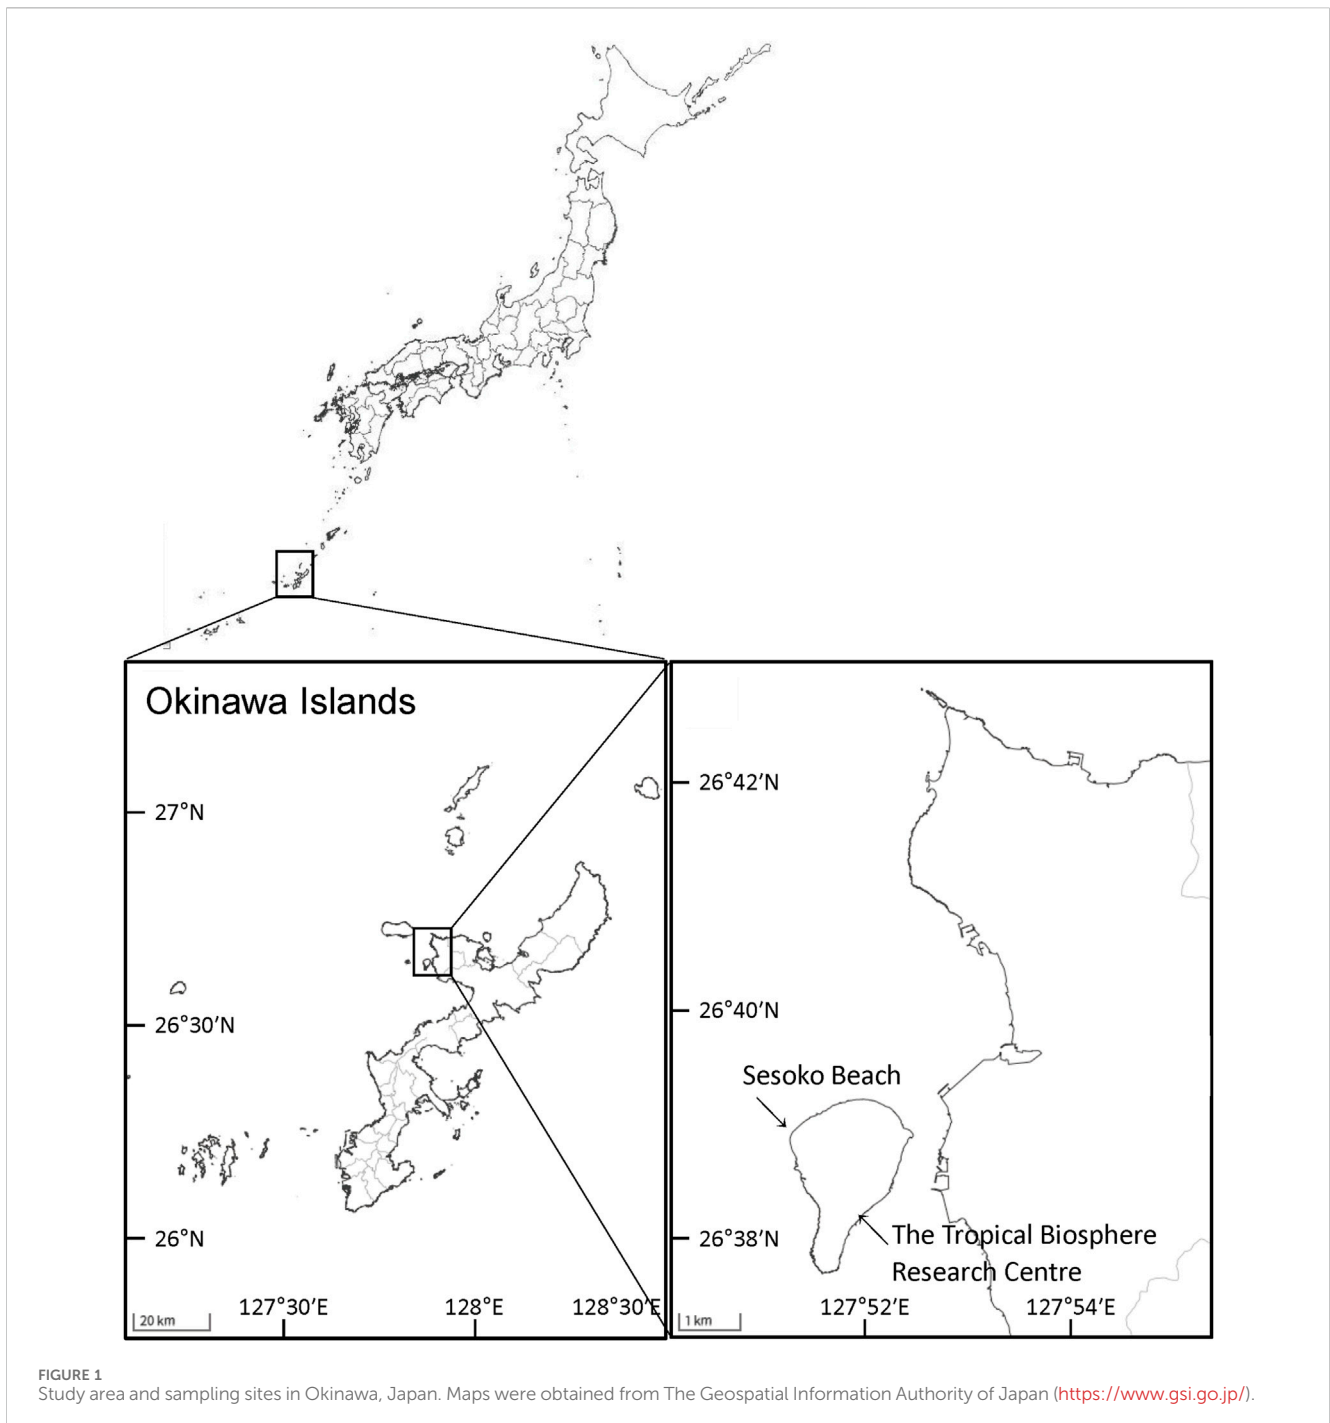 Okinawa Islands
27°N
26°30’N
26°N
127°30’E
128°E
128°30’E
20 km
26°42’N
26°40’N
Sesoko Beach
26°38’N
The Tropical Biosphere
Research Centre
127°52’E
127°54’E
1 km
FIGURE 1
Study area and sampling sites in Okinawa, Japan. Maps were obtained from The Geospatial Information Authority of Japan (https://www.gsi.go.jp/).